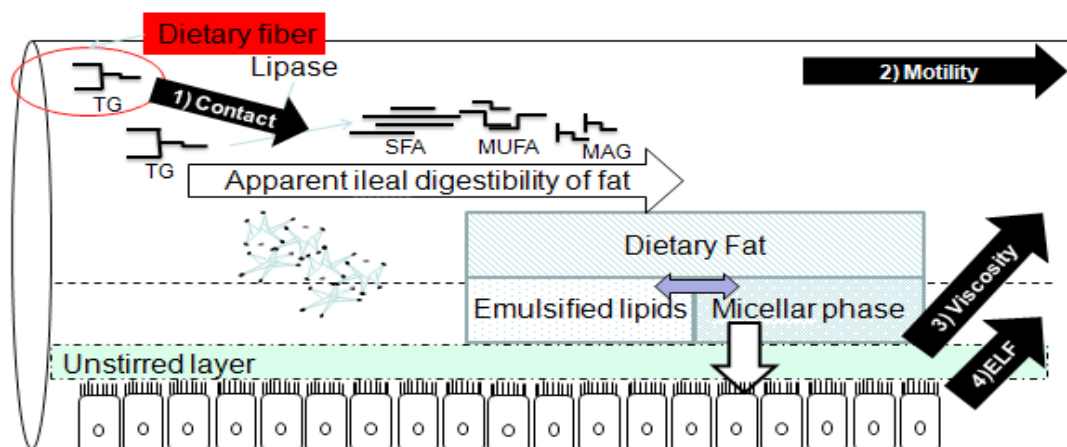 Dietary fiber
Lipase
TG
1) Contact
2) Motility
TG
SFA
MUFA
MAG
Apparent ileal digestibility of fat
Dietary Fat
Emulsified lipids
Micellar phase
3) Viscosity
4)ELF
Unstirred layer